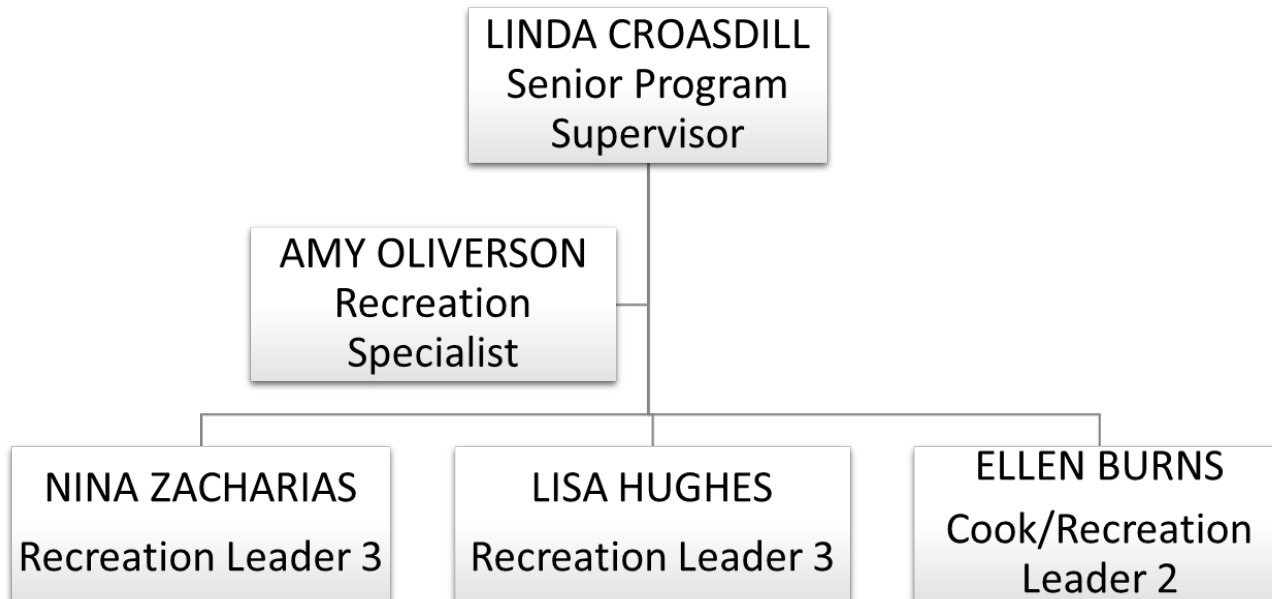 LINDA CROASDILL
Senior Program
Supervisor
AMY OLIVERSON
Recreation
Specialist
NINA ZACHARIAS
Recreation Leader 3
LISA HUGHES
Recreation Leader 3
ELLEN BURNS
Cook/Recreation
Leader 2